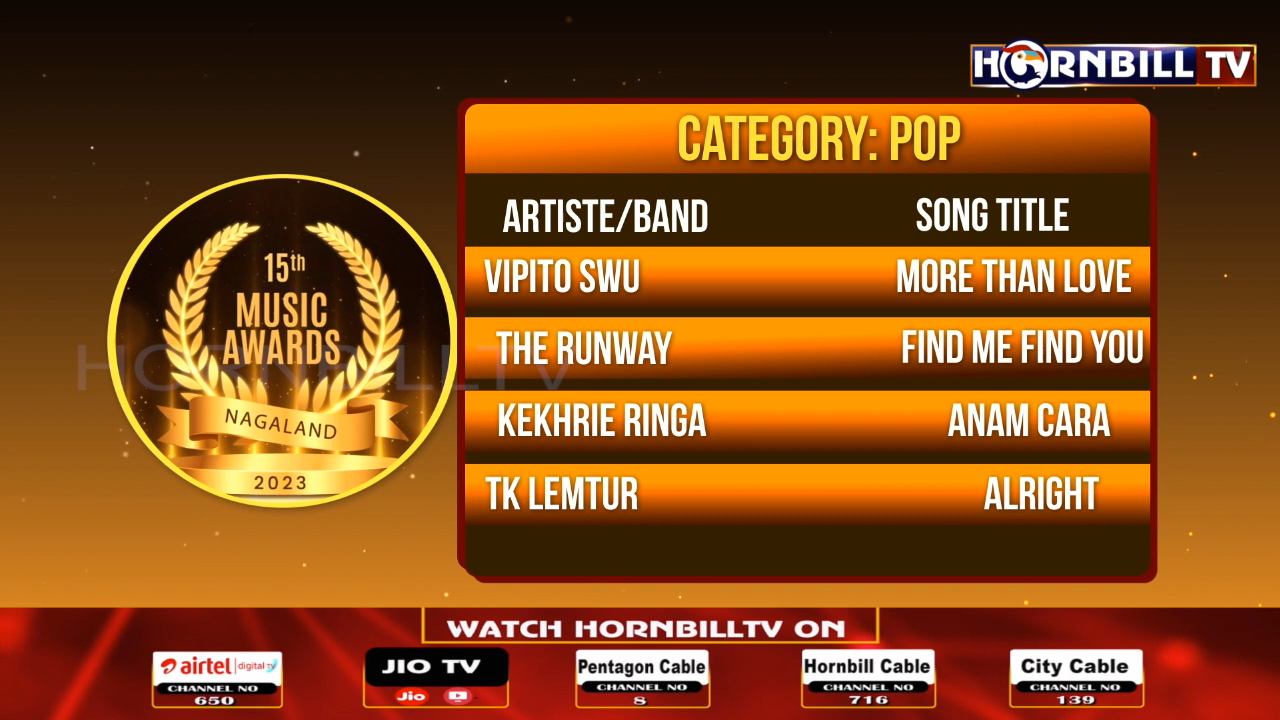 HORNBILL TV
CATEGORY: POP
ARTISTE/BAND SONG TITLE
VIPITO SWU MORE THAN LOVE
THE RUNWAY FIND ME FIND YOU
KEKHRIE RINGA ANAM CARA
TK LEMTUR ALRIGHT
15th
MUSIC
AWARDS
HORNBILLTV
NAGALAND
2023
WATCH HORNBILLTV ON
airtel digital tv
CHANNEL NO
650
JIO TV
Jio
Pentagon Cable
CHANNEL NO
8
Hornbill Cable
CHANNEL NO
716
City Cable
CHANNEL NO
139